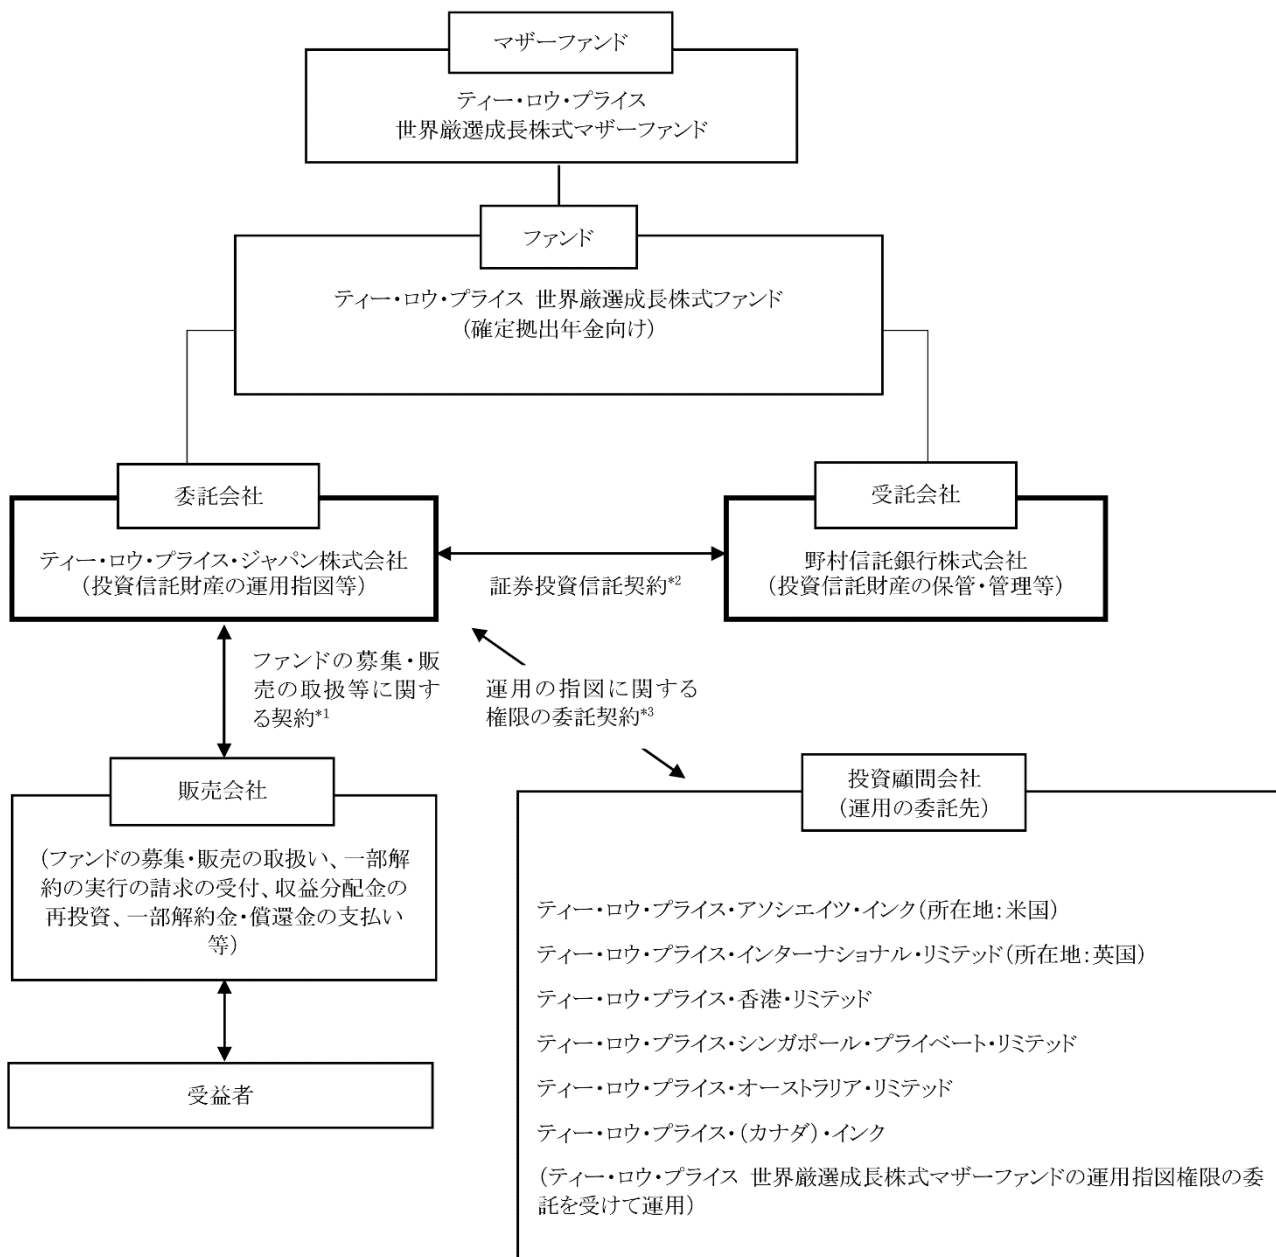 マザーファンド
ティー・ロウ・プライス
世界厳選成長株式マザーファンド
ファンド
ティー・ロウ・プライス 世界厳選成長株式ファンド
(確定拠出年金向け)
委託会社
ティー・ロウ・プライス・ジャパン株式会社
(投資信託財産の運用指図等)
証券投資信託契約*2
受託会社
野村信託銀行株式会社
(投資信託財産の保管・管理等)
ファンドの募集・販
売の取扱等に関す
る契約*1
運用の指図に関する
権限の委託契約*3
販売会社
(ファンドの募集・販売の取扱い、一部解
約の実行の請求の受付、収益分配金の
再投資、一部解約金・償還金の支払い
等)
受益者
投資顧問会社
(運用の委託先)
ティー・ロウ・プライス・アソシエイツ・インク(所在地:米国)
ティー・ロウ・プライス・インターナショナル・リミテッド(所在地:英国)
ティー・ロウ・プライス・香港・リミテッド
ティー・ロウ・プライス・シンガポール・プライベート・リミテッド
ティー・ロウ・プライス・オーストラリア・リミテッド
ティー・ロウ・プライス・(カナダ)・インク
(ティー・ロウ・プライス 世界厳選成長株式マザーファンドの運用指図権限の委
託を受けて運用)